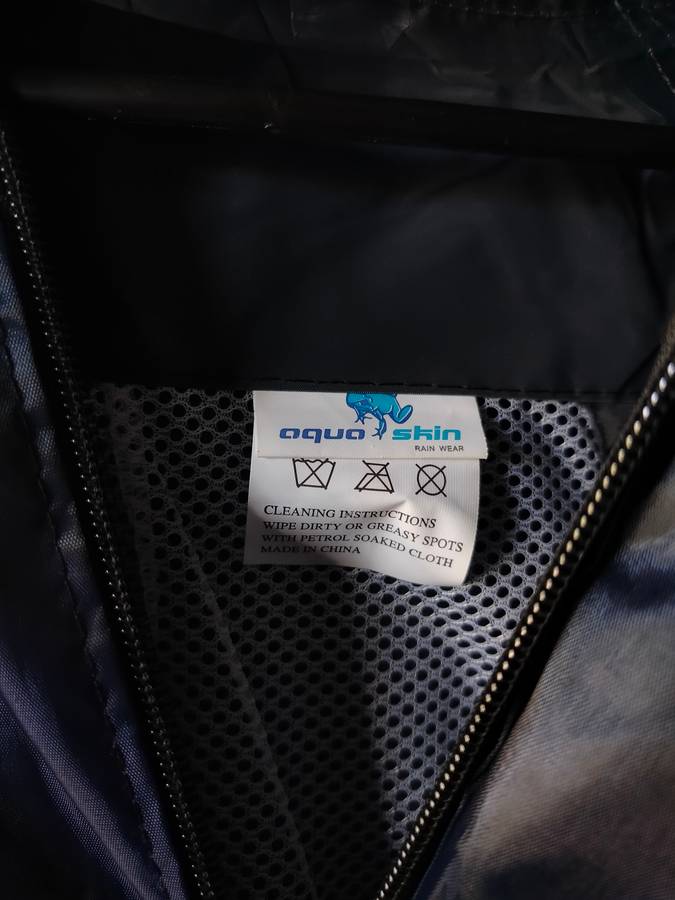 aqua skin
RAIN WEAR
CLEANING INSTRUCTIONS
WIPE DIRTY OR GREASY SPOTS
WITH PETROL SOAKED CLOTH
MADE IN CHINA